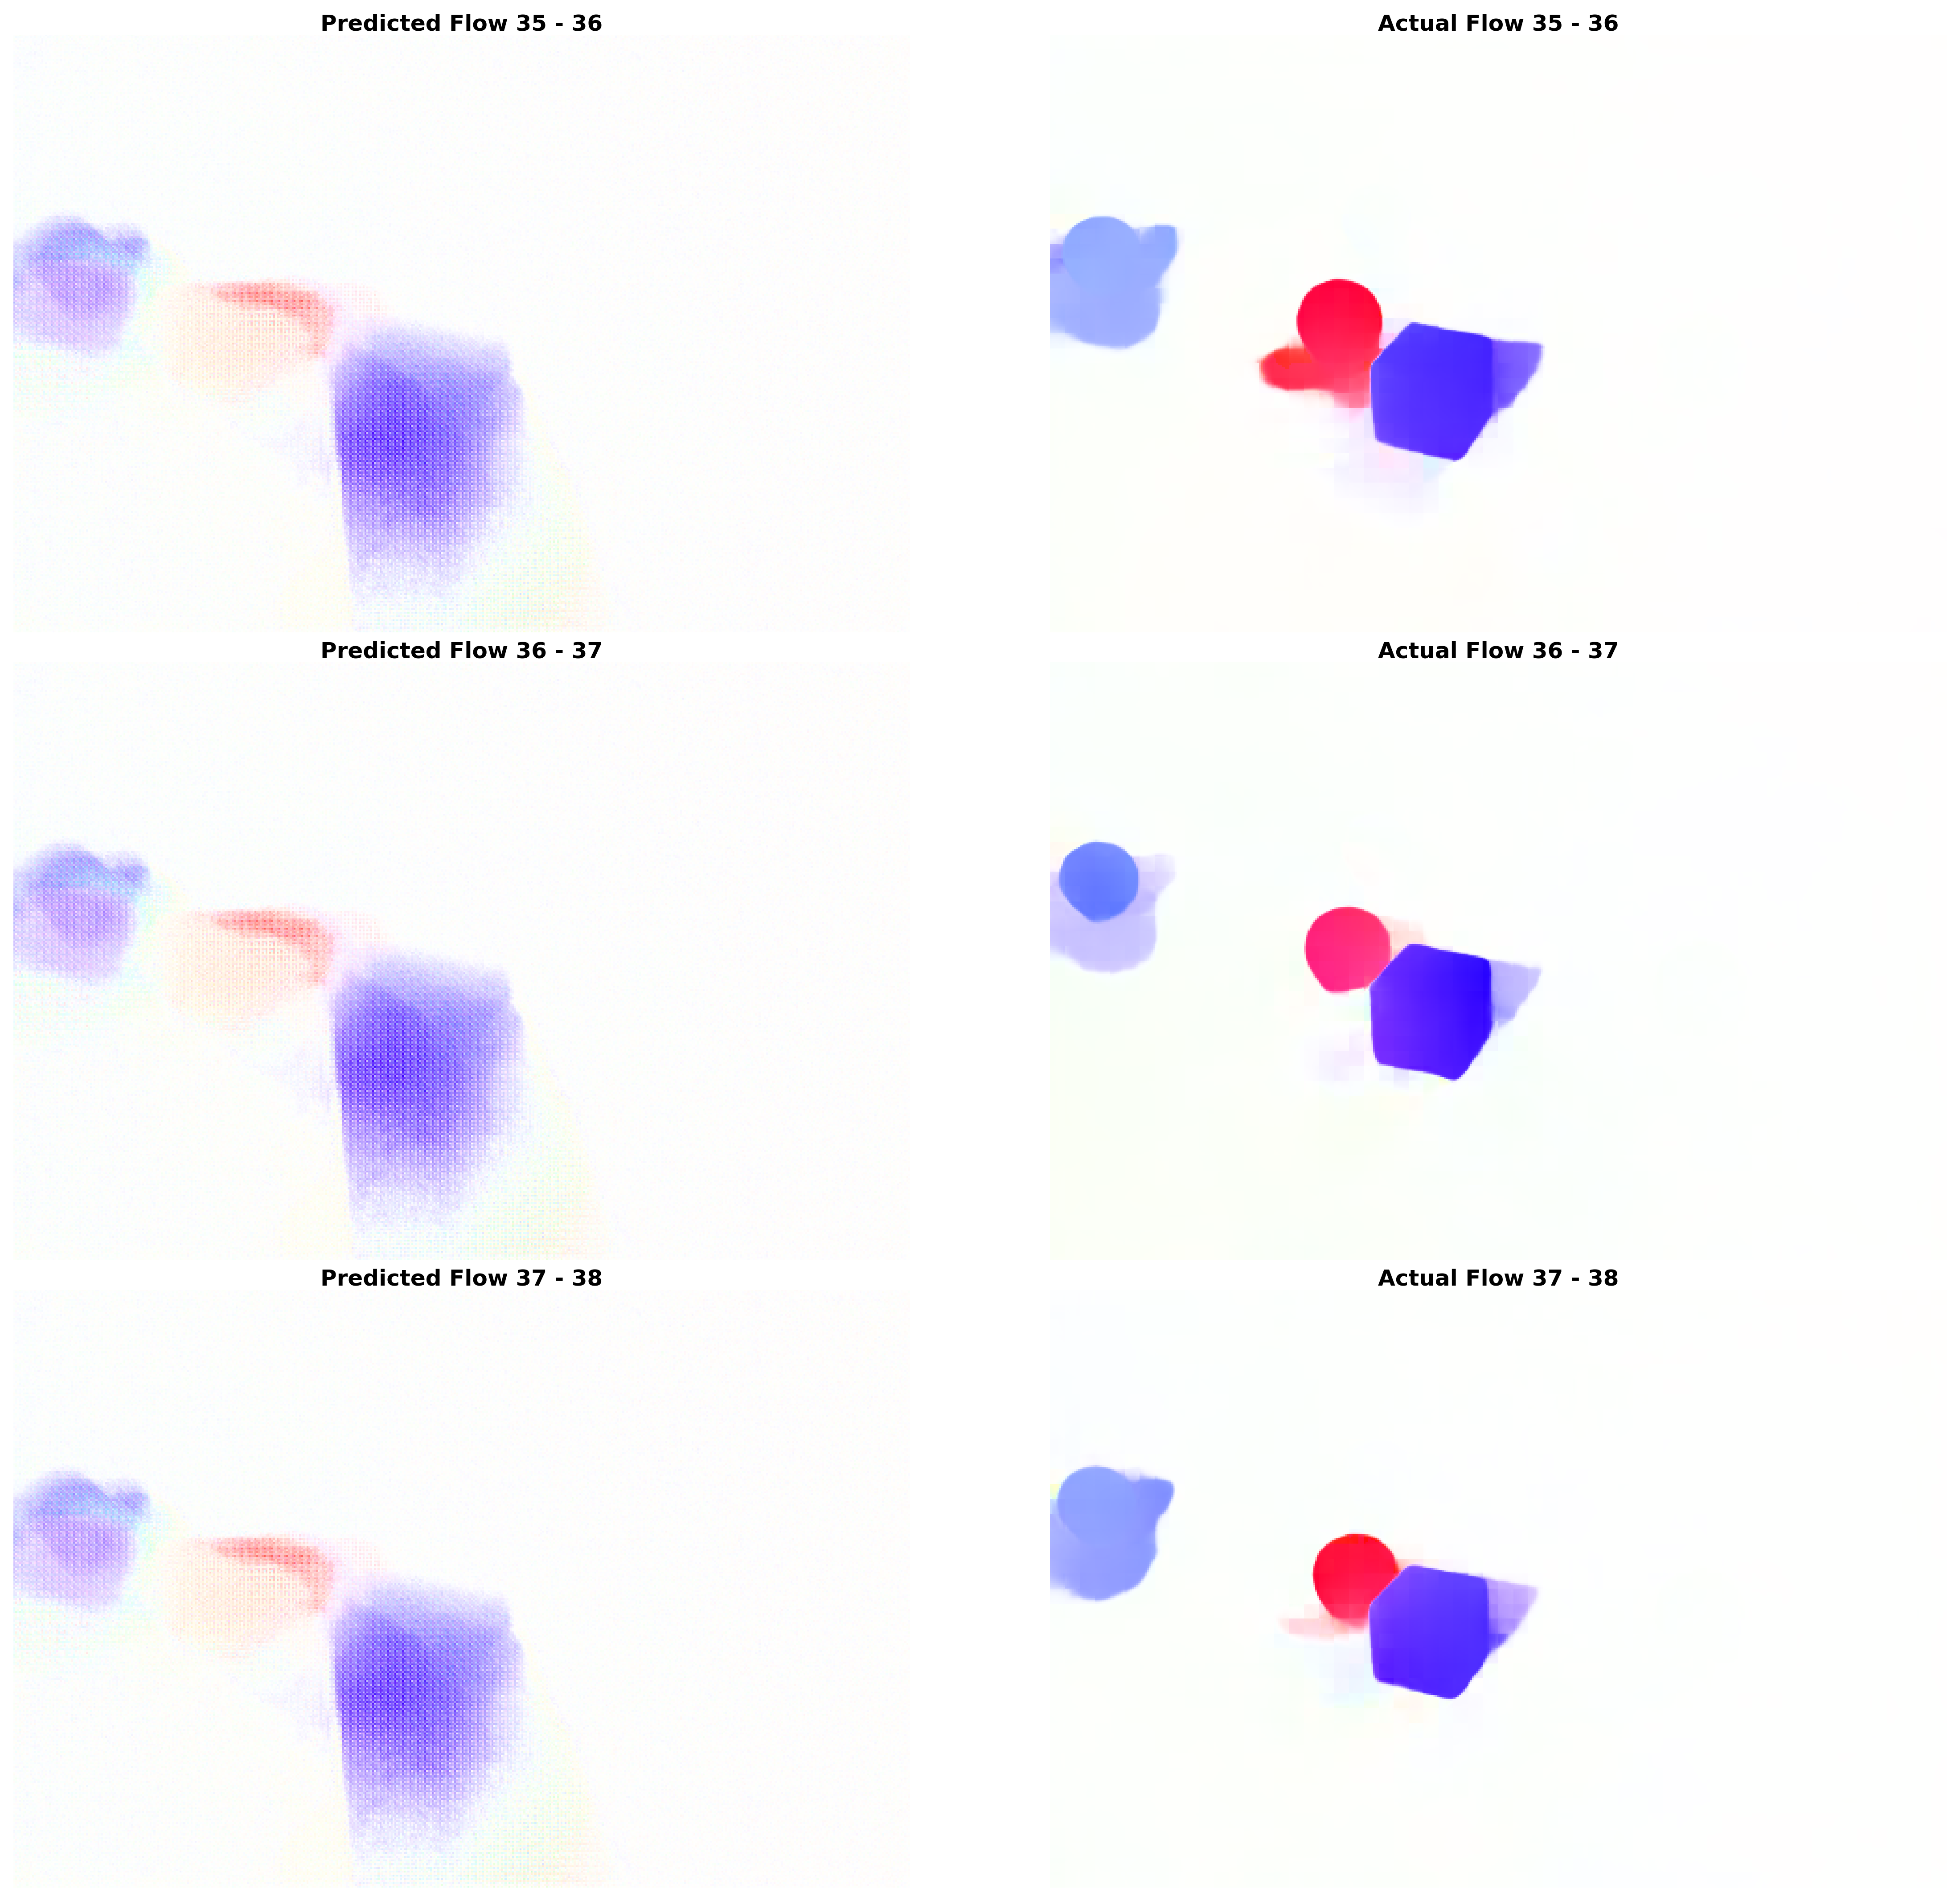 Predicted Flow 35 - 36
Actual Flow 35 - 36
Predicted Flow 36 - 37
Actual Flow 36 - 37
Predicted Flow 37 - 38
Actual Flow 37 - 38